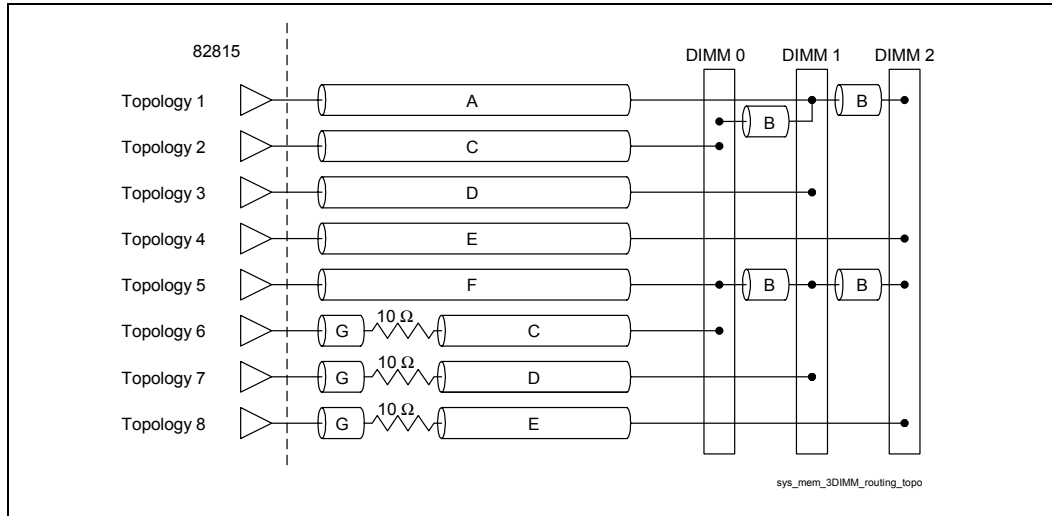 82815
DIMM 0 DIMM 1 DIMM 2
Topology 1 A B
B
Topology 2 C
Topology 3 D
Topology 4 E
Topology 5 F B B
10 Ω
Topology 6 G C
10 Ω
Topology 7 G D
10 Ω
Topology 8 G E
sys_mem_3DIMM_routing_topo